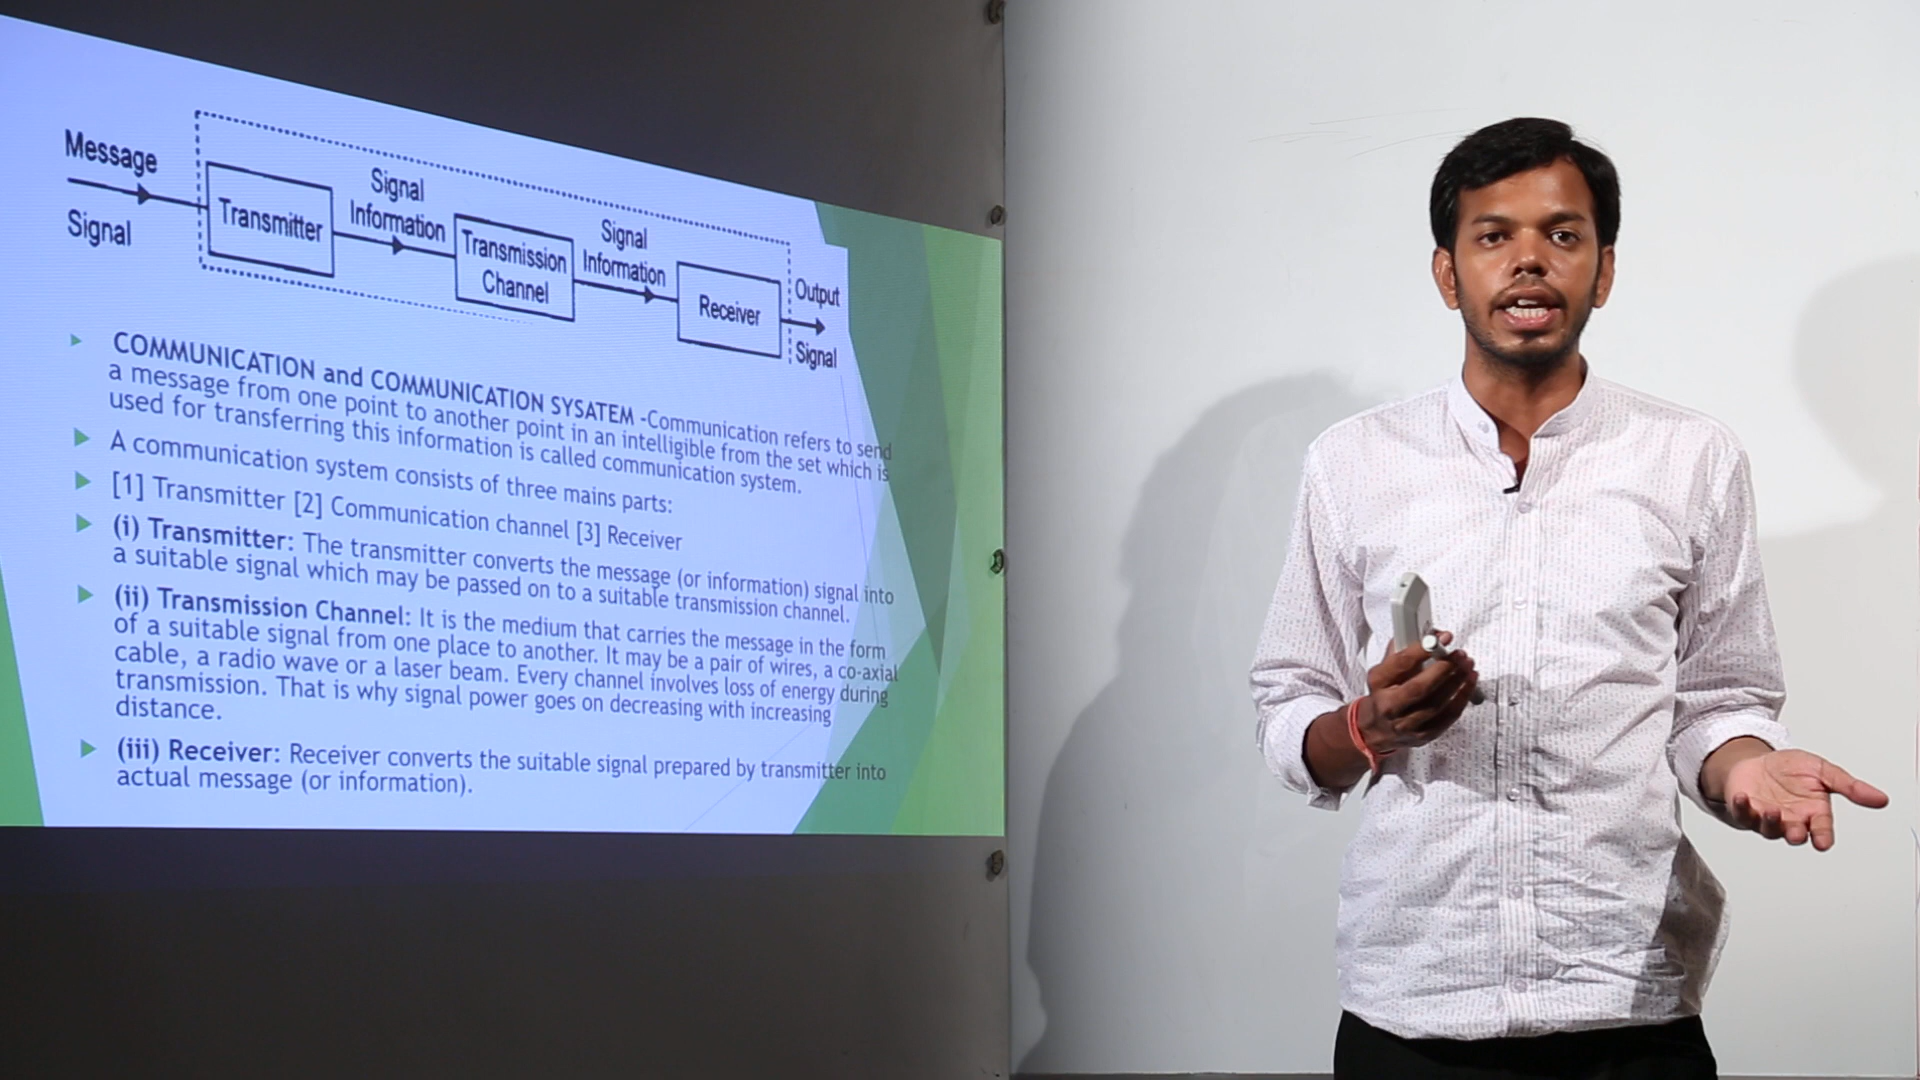 Message
Signal
Transmitter
Signal
Information
Transmission
Channel
Signal
Information
Receiver
Output
Signal
COMMUNICATION and COMMUNICATION SYSATEM -Communication refers to send
a message from one point to another point in an intelligible from the set which is
used for transferring this information is called communication system.
A communication system consists of three mains parts:
[1] Transmitter [2] Communication channel [3] Receiver
(i) Transmitter: The transmitter converts the message (or information) signal into
a suitable signal which may be passed on to a suitable transmission channel.
(ii) Transmission Channel: It is the medium that carries the message in the form
of a suitable signal from one place to another. It may be a pair of wires, a co-axial
cable, a radio wave or a laser beam. Every channel involves loss of energy during
transmission. That is why signal power goes on decreasing with increasing
distance.
(iii) Receiver: Receiver converts the suitable signal prepared by transmitter into
actual message (or information).